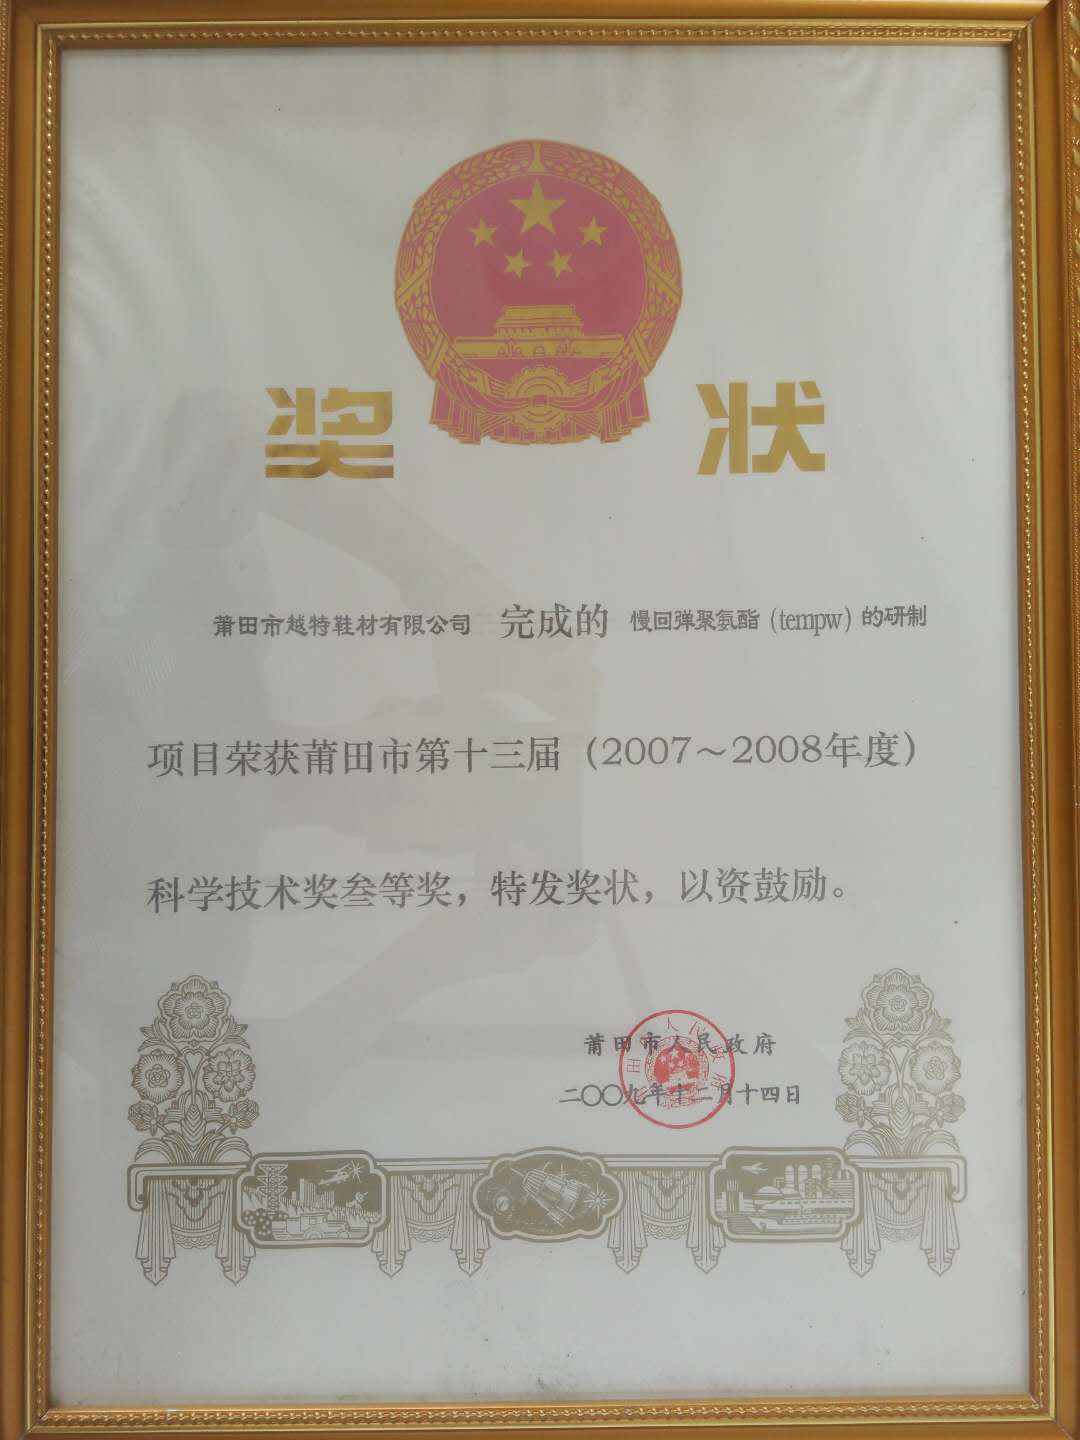 奖状
莆田市越特鞋材有限公司 完成的 慢回弹聚氨酯(tempw)的研制
项目荣获莆田市第十三届（2007～2008年度）
科学技术奖叁等奖，特发奖状，以资鼓励。
莆田市人民政府
二〇〇九年十二月十四日